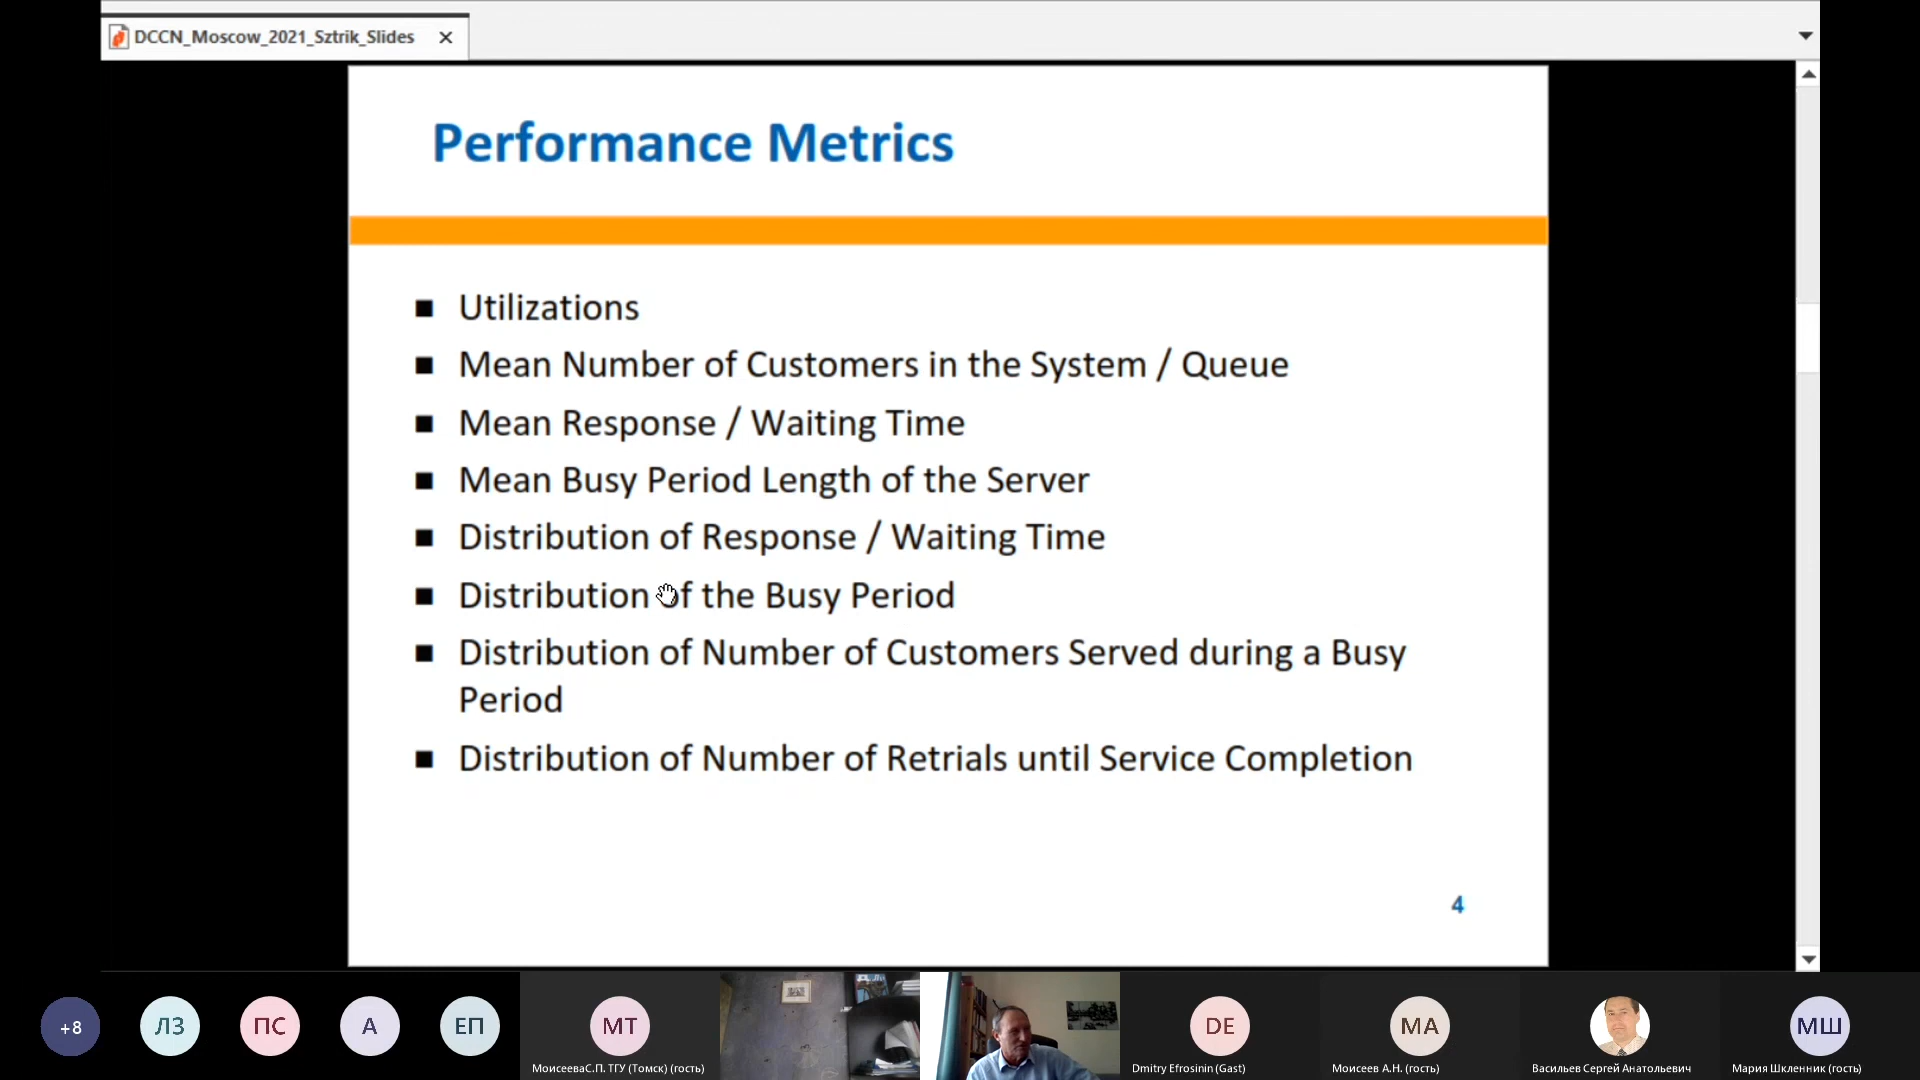 DCCN_Moscow_2021_Sztrik_Slides
Performance Metrics
Utilizations
Mean Number of Customers in the System / Queue
Mean Response / Waiting Time
Mean Busy Period Length of the Server
Distribution of Response / Waiting Time
Distribution of the Busy Period
Distribution of Number of Customers Served during a Busy
Period
Distribution of Number of Retrials until Service Completion
4
+8
ЛЗ
ПС
А
ЕП
МТ
МоисееваС.П. ТГУ (Томск) (гость)
DE
Dmitry Efrosinin (Gast)
МА
Моисеев А.Н. (гость)
Васильев Сергей Анатольевич
МШ
Мария Шкленник (гость)